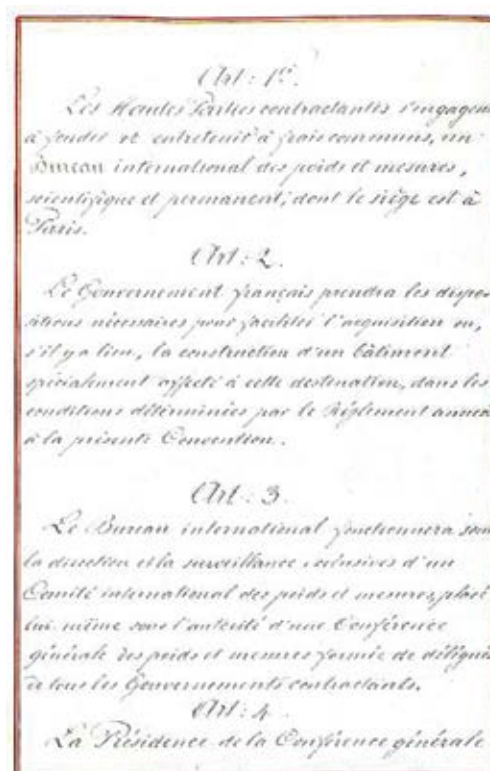 Art: 1er.
Les Hautes Parties contractantes s'engagent
à fonder et entretenir à frais communs, un
Bureau international des poids et mesures,
scientifique et permanent, dont le siège est à
Paris.
Art: 2.
Le Gouvernement français prendra les dispo-
sitions nécessaires pour faciliter l'acquisition ou,
s'il y a lieu, la construction d'un bâtiment
spécialement affecté à cette destination, dans les
conditions déterminées par le Règlement annexé
à la présente Convention.
Art: 3.
Le Bureau international fonctionnera sous
la direction et la surveillance exclusives d'un
Comité international des poids et mesures, placé
lui même sous l'autorité d'une Conférence
générale des poids et mesures formée de délégués
de tous les Gouvernements contractants.
Art: 4.
La Présidence de la Conférence générale